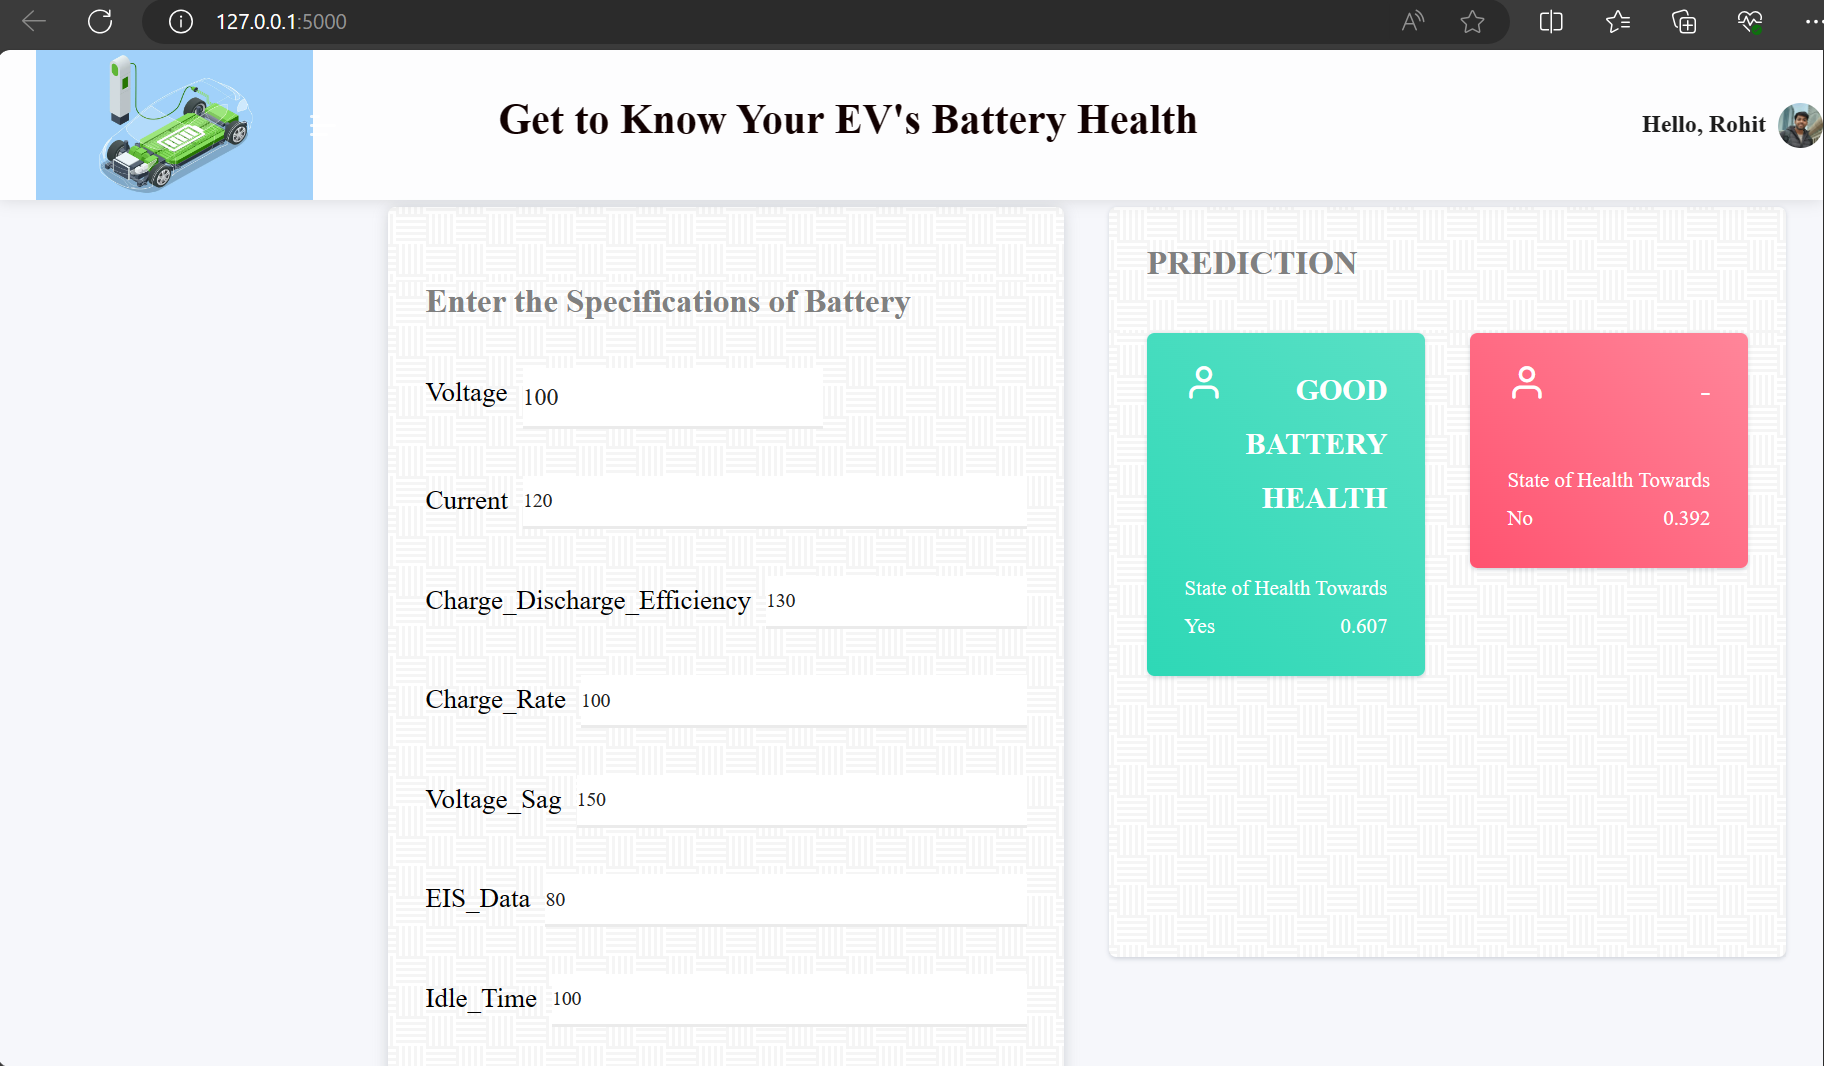 127.0.0.1:5000
Get to Know Your EV's Battery Health
Hello, Rohit
Enter the Specifications of Battery
Voltage 100
Current 120
Charge_Discharge_Efficiency 130
Charge_Rate 100
Voltage_Sag 150
EIS_Data 80
Idle_Time 100
PREDICTION
GOOD
BATTERY
HEALTH
State of Health Towards
Yes 0.607
-
State of Health Towards
No 0.392